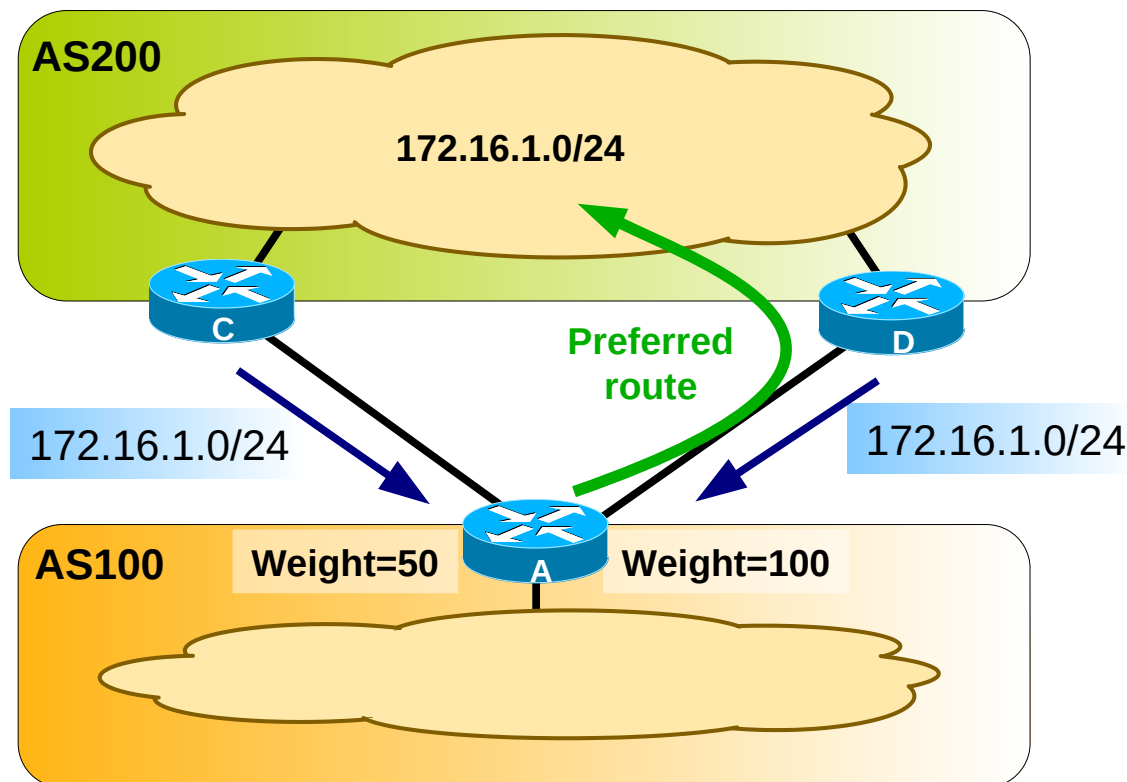 AS200
172.16.1.0/24
C
D
Preferred
route
172.16.1.0/24
172.16.1.0/24
AS100
Weight=50
A
Weight=100